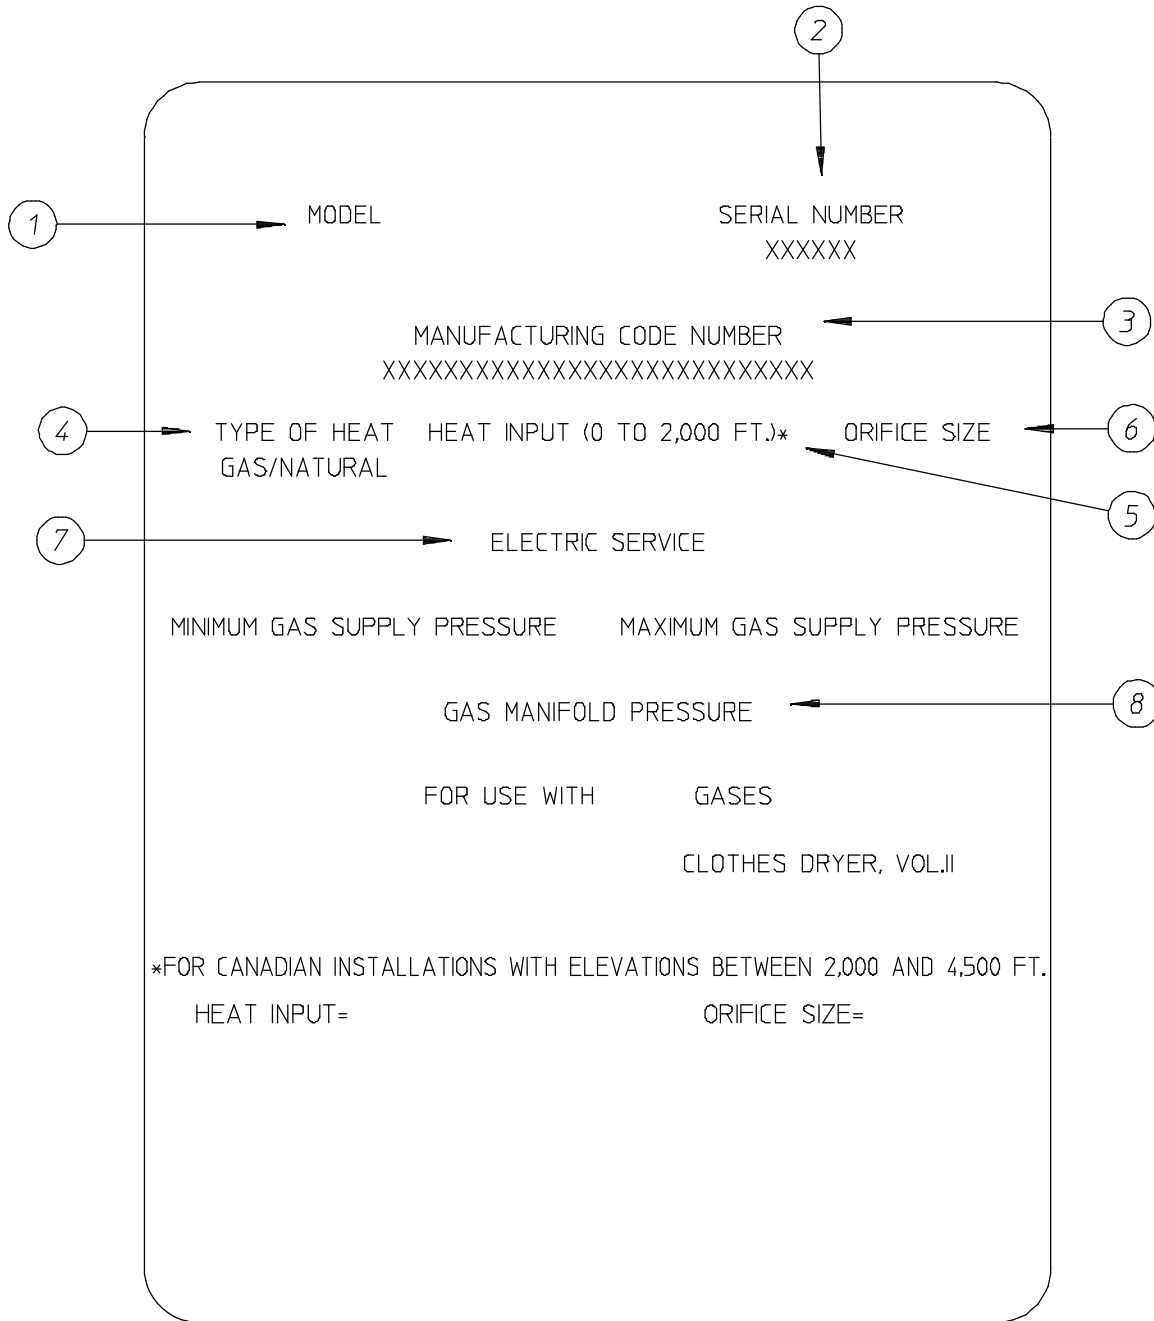 2
1
MODEL SERIAL NUMBER
XXXXXX
3
MANUFACTURING CODE NUMBER
XXXXXXXXXXXXXXXXXXXXXXXXXXXX
4 TYPE OF HEAT HEAT INPUT (0 TO 2,000 FT.)* ORIFICE SIZE 6
GAS/NATURAL
5
7 ELECTRIC SERVICE
MINIMUM GAS SUPPLY PRESSURE MAXIMUM GAS SUPPLY PRESSURE
GAS MANIFOLD PRESSURE 8
FOR USE WITH GASES
CLOTHES DRYER, VOL.II
*FOR CANADIAN INSTALLATIONS WITH ELEVATIONS BETWEEN 2,000 AND 4,500 FT.
HEAT INPUT= ORIFICE SIZE=